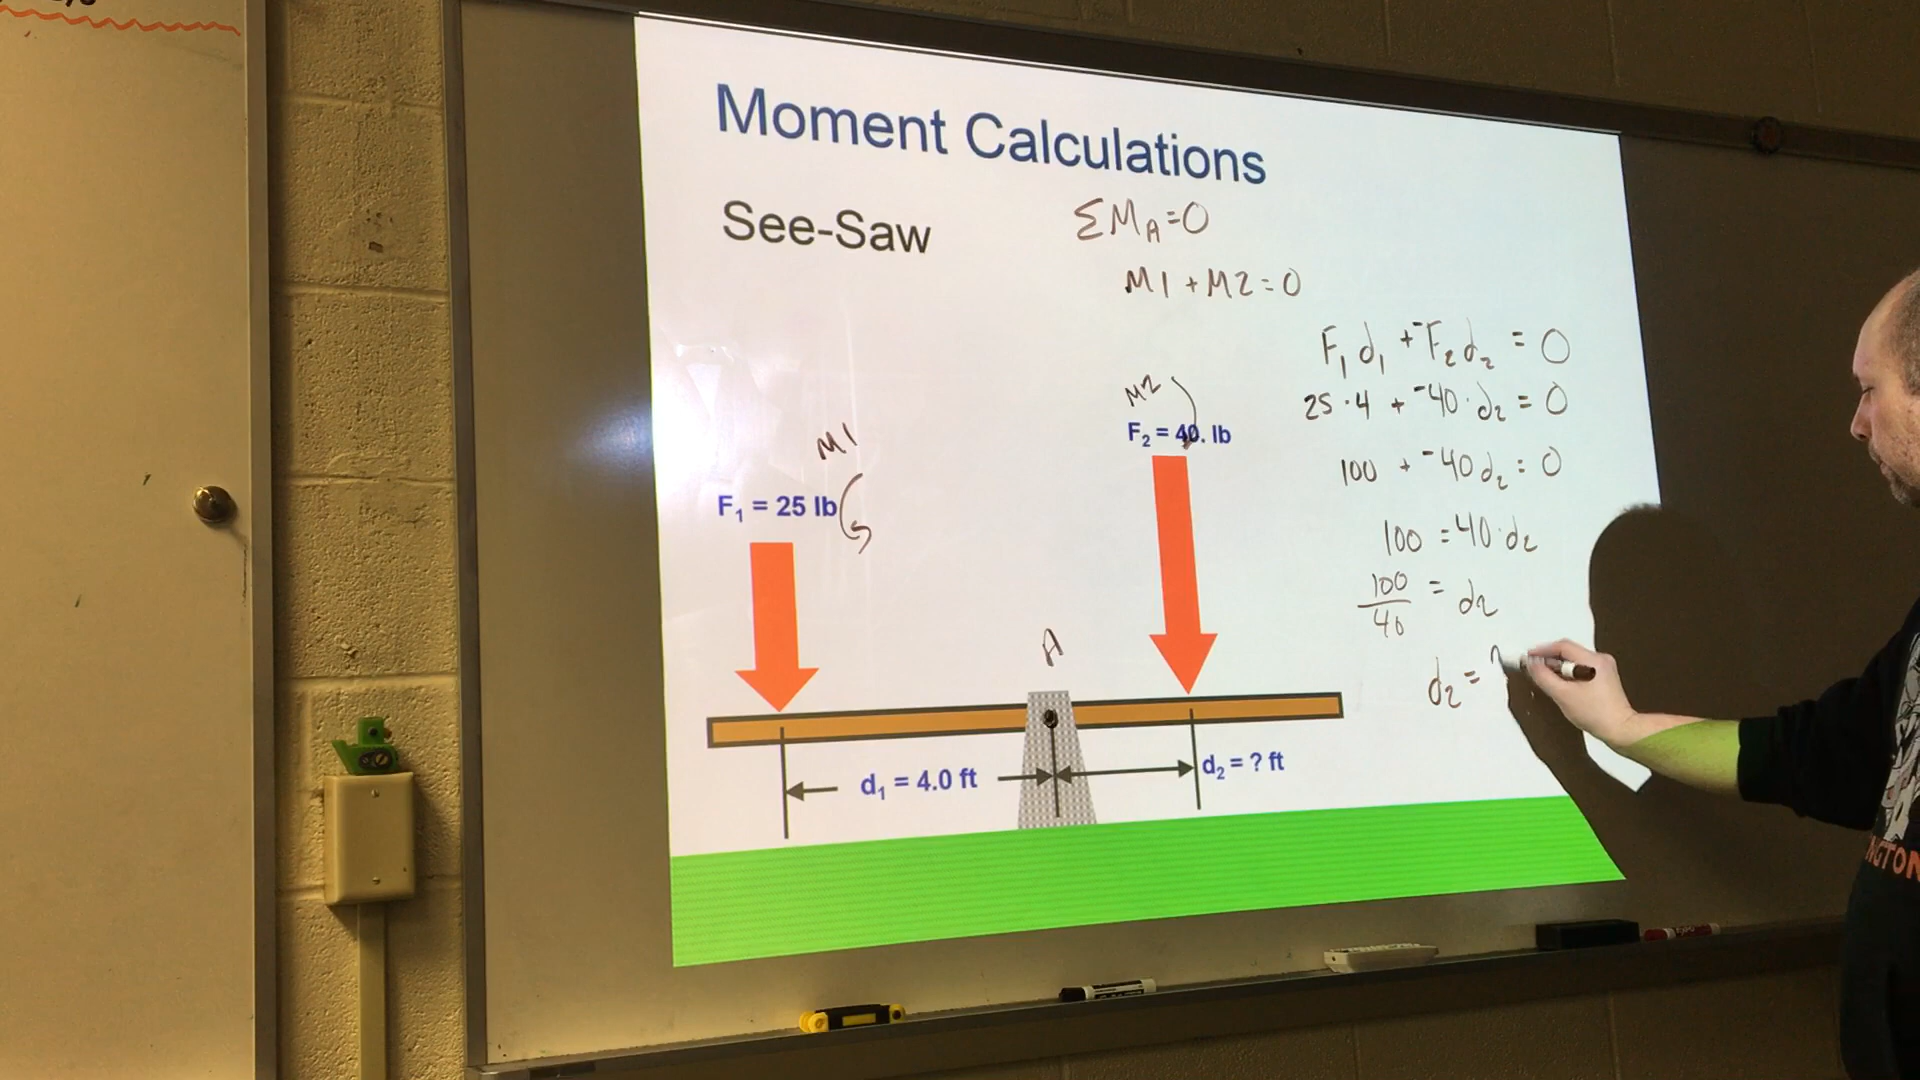 Moment Calculations
See-Saw
ΣM_A=0
M1+M2=0
F₁d₁ + ⁻F₂d₂ = 0
25·4 + ⁻40·d₂ = 0
100 + ⁻40d₂ = 0
100 = 40·d₂
100/40 = d₂
d₂ =
M2
F₂ = 40. lb
M1
F₁ = 25 lb
A
d₁ = 4.0 ft
d₂ = ? ft
EXPO